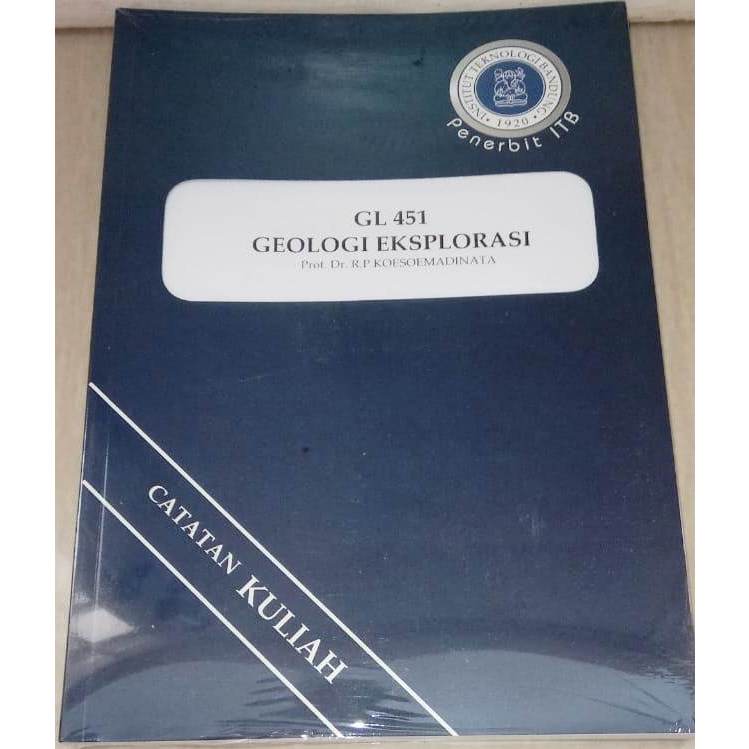 INSTITUT TEKNOLOGI BANDUNG
• 1920 •
Penerbit ITB
GL 451
GEOLOGI EKSPLORASI
Prof. Dr. R.P.KOESOEMADINATA
CATATAN KULIAH